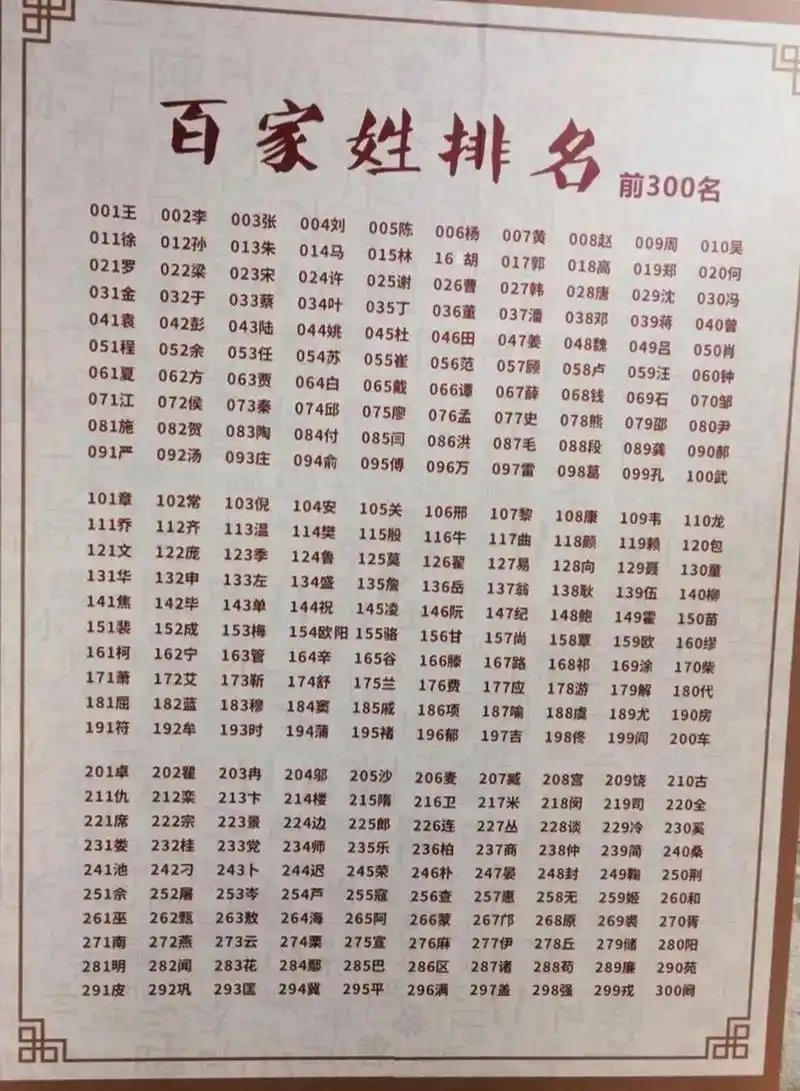 百家姓排名 前300名
001王 002李 003张 004刘 005陈 006杨 007黄 008赵 009周 010吴
011徐 012孙 013朱 014马 015林 16 胡 017郭 018高 019郑 020何
021罗 022梁 023宋 024许 025谢 026曹 027韩 028唐 029沈 030冯
031金 032于 033蔡 034叶 035丁 036董 037潘 038邓 039蒋 040曾
041袁 042彭 043陆 044姚 045杜 046田 047姜 048魏 049吕 050肖
051程 052余 053任 054苏 055崔 056范 057顾 058卢 059汪 060钟
061夏 062方 063贾 064白 065戴 066谭 067薛 068钱 069石 070邹
071江 072侯 073秦 074邱 075廖 076孟 077史 078熊 079邵 080尹
081施 082贺 083陶 084付 085闫 086洪 087毛 088段 089龚 090郝
091严 092汤 093庄 094俞 095傅 096万 097雷 098葛 099孔 100武
101章 102常 103倪 104安 105关 106邢 107黎 108康 109韦 110龙
111乔 112齐 113温 114樊 115殷 116牛 117曲 118颜 119赖 120包
121文 122庞 123季 124鲁 125莫 126翟 127易 128向 129聂 130童
131华 132申 133左 134盛 135詹 136岳 137翁 138耿 139伍 140柳
141焦 142毕 143单 144祝 145凌 146阮 147纪 148鲍 149霍 150苗
151裴 152成 153梅 154欧阳 155骆 156甘 157尚 158覃 159欧 160缪
161柯 162宁 163管 164辛 165谷 166滕 167路 168祁 169涂 170柴
171萧 172艾 173靳 174舒 175兰 176费 177应 178游 179解 180代
181屈 182蓝 183穆 184窦 185戚 186项 187喻 188虞 189尤 190房
191符 192牟 193时 194蒲 195褚 196郁 197吉 198佟 199闾 200车
201卓 202瞿 203冉 204邬 205沙 206麦 207臧 208宫 209饶 210古
211仇 212栾 213卞 214楼 215隋 216卫 217米 218闵 219司 220全
221席 222宗 223景 224边 225郎 226连 227丛 228谈 229冷 230奚
231娄 232桂 233党 234师 235乐 236柏 237商 238仲 239简 240桑
241池 242刁 243卜 244迟 245荣 246朴 247晏 248封 249鞠 250荆
251佘 252屠 253岑 254芦 255寇 256查 257惠 258无 259姬 260和
261巫 262甄 263敖 264海 265阿 266蒙 267邝 268原 269裘 270胥
271南 272燕 273云 274栗 275宣 276麻 277伊 278丘 279储 280阳
281明 282闻 283花 284鄢 285巴 286区 287诸 288苟 289廉 290苑
291皮 292巩 293匡 294冀 295平 296满 297盖 298强 299戎 300阙